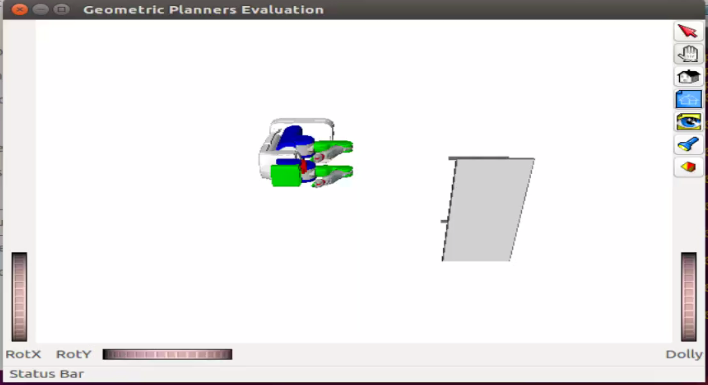 Geometric Planners Evaluation
RotX RotY Dolly
Status Bar